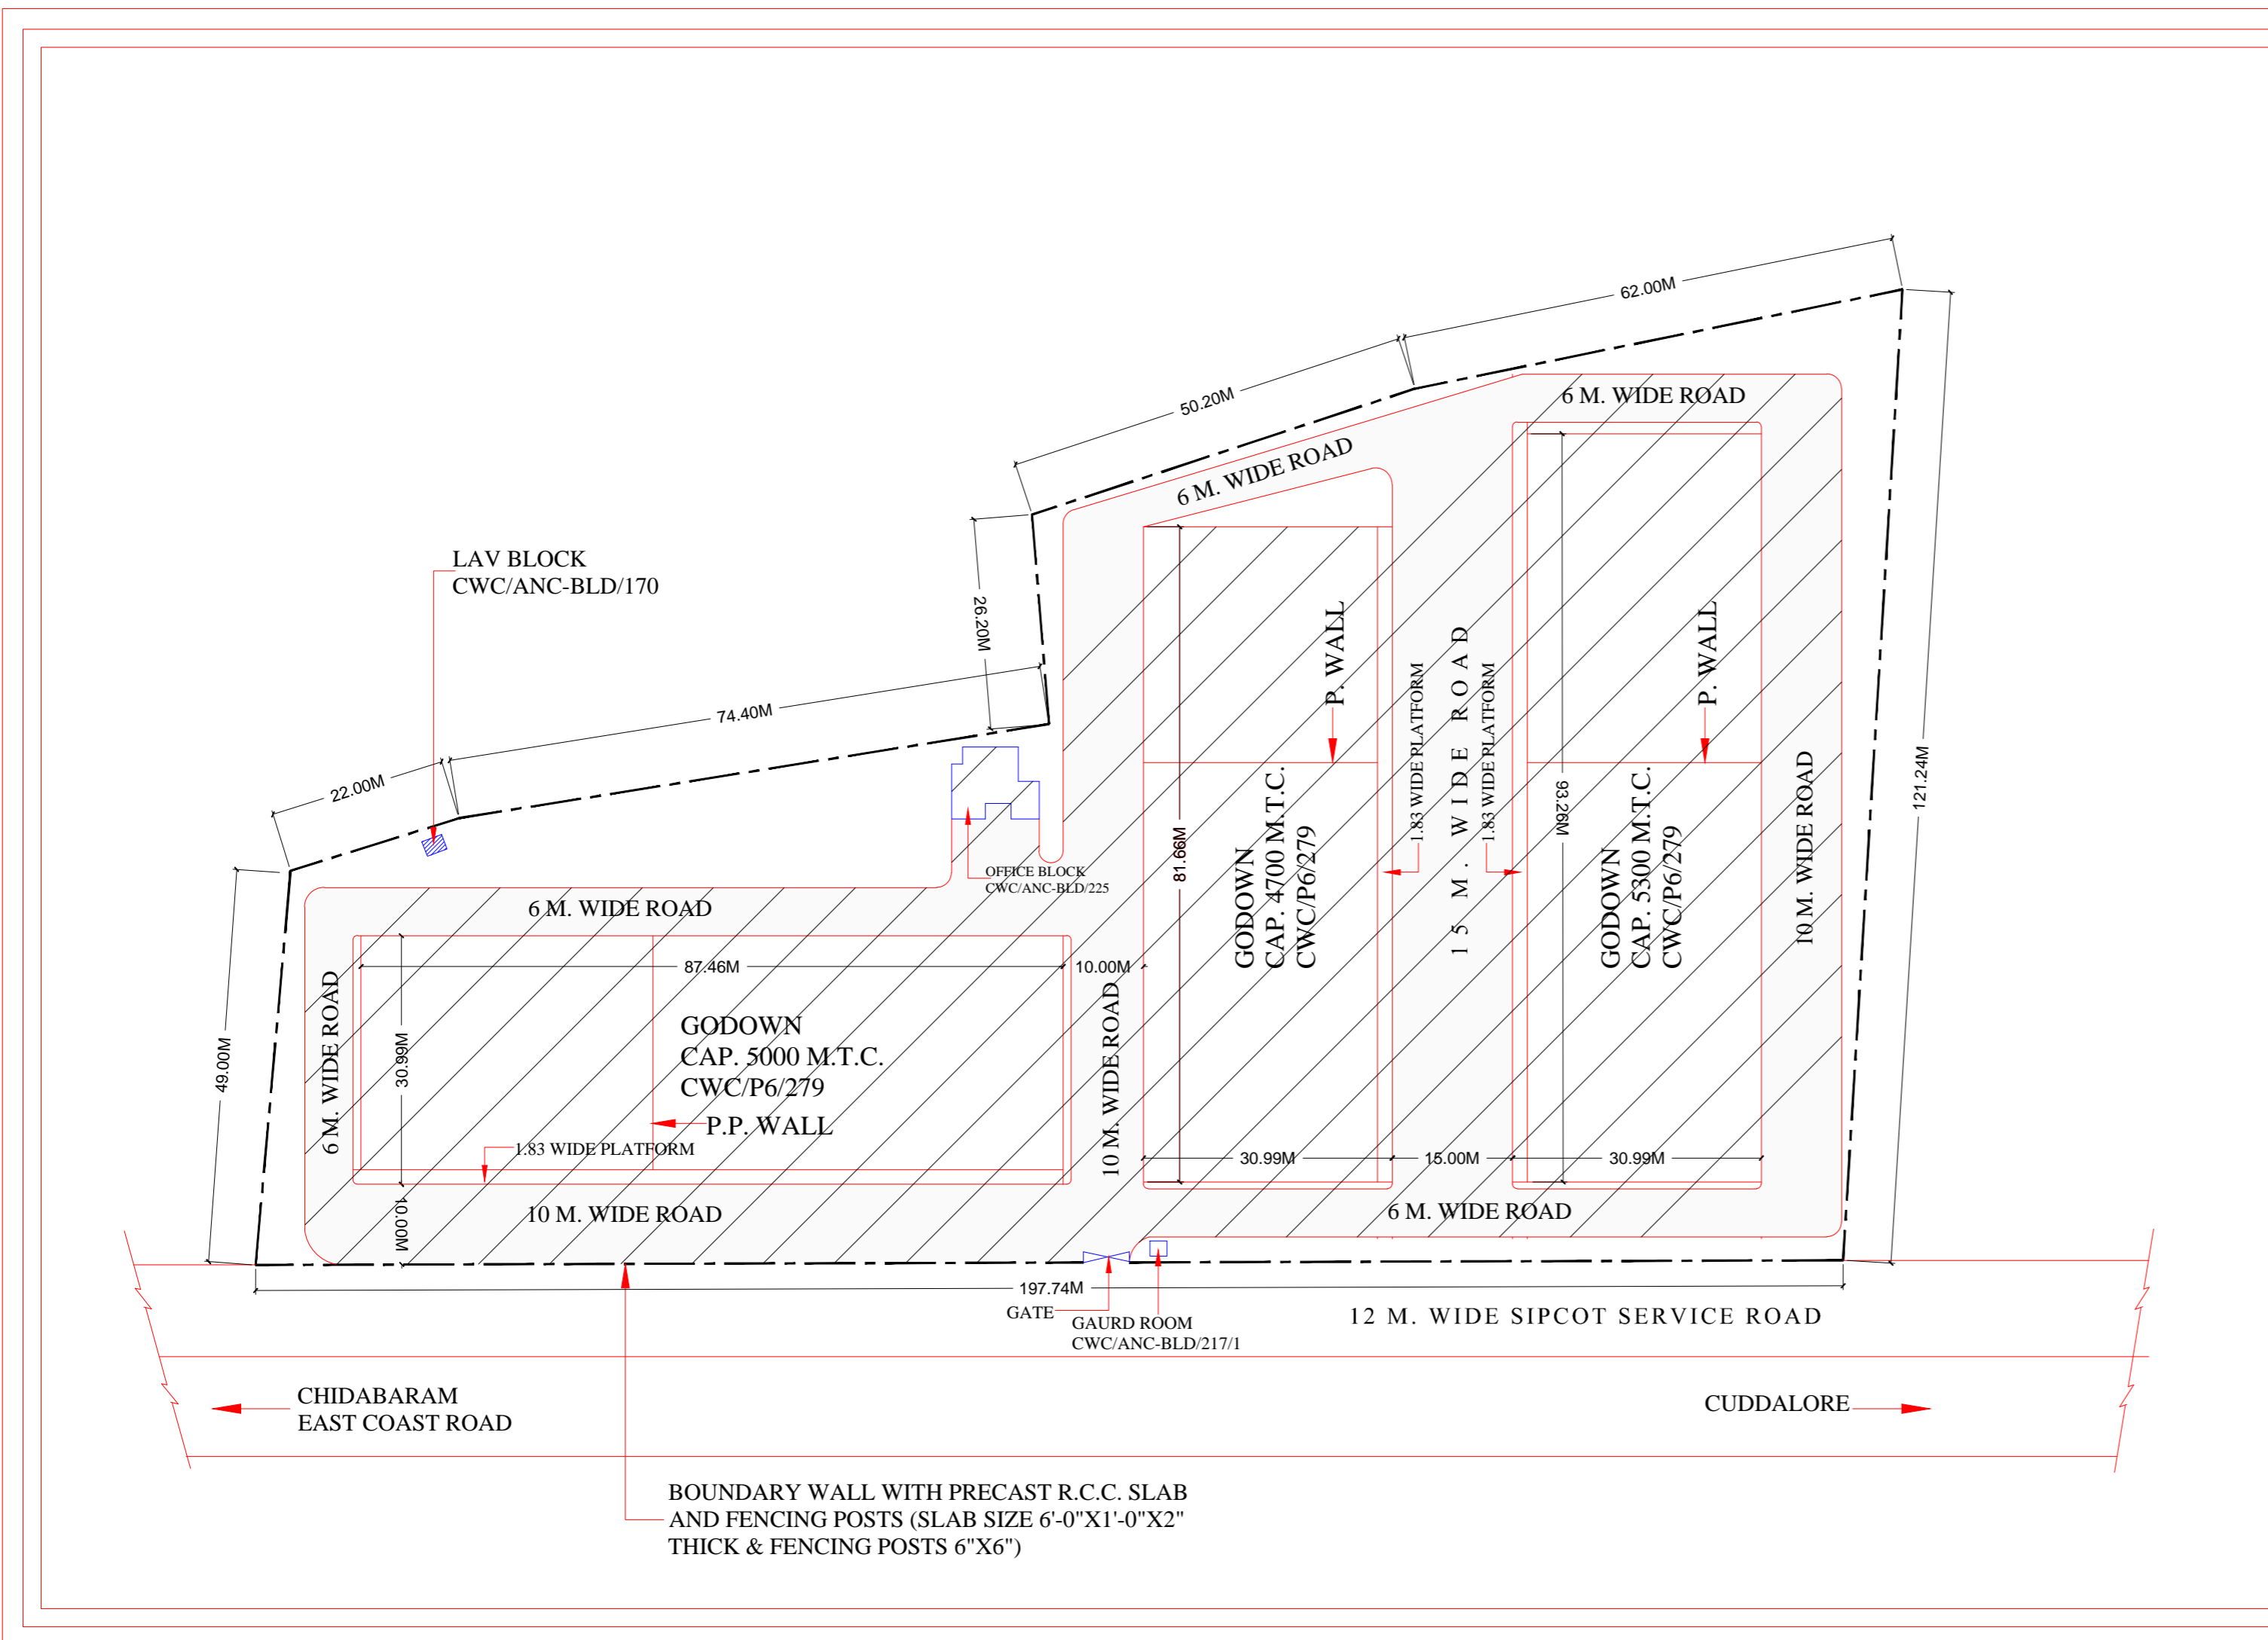 62.00M
50.20M
6 M. WIDE ROAD
6 M. WIDE ROAD
LAV BLOCK
CWC/ANC-BLD/170
26.20M
74.40M
22.00M
121.24M
P. WALL
P. WALL
1.83 WIDE PLATFORM
15 M. WIDE ROAD
1.83 WIDE PLATFORM
81.66M
GODOWN
CAP. 4700 M.T.C.
CWC/P6/279
93.26M
GODOWN
CAP. 5300 M.T.C.
CWC/P6/279
10 M. WIDE ROAD
OFFICE BLOCK
CWC/ANC-BLD/225
6 M. WIDE ROAD
87.46M
10.00M
49.00M
6 M. WIDE ROAD
30.99M
GODOWN
CAP. 5000 M.T.C.
CWC/P6/279
P.P. WALL
1.83 WIDE PLATFORM
10 M. WIDE ROAD
30.99M
15.00M
30.99M
10.00M
10 M. WIDE ROAD
6 M. WIDE ROAD
197.74M
GATE
GAURD ROOM
CWC/ANC-BLD/217/1
12 M. WIDE SIPCOT SERVICE ROAD
CHIDABARAM
EAST COAST ROAD
CUDDALORE
BOUNDARY WALL WITH PRECAST R.C.C. SLAB
AND FENCING POSTS (SLAB SIZE 6'-0"X1'-0"X2"
THICK & FENCING POSTS 6"X6")